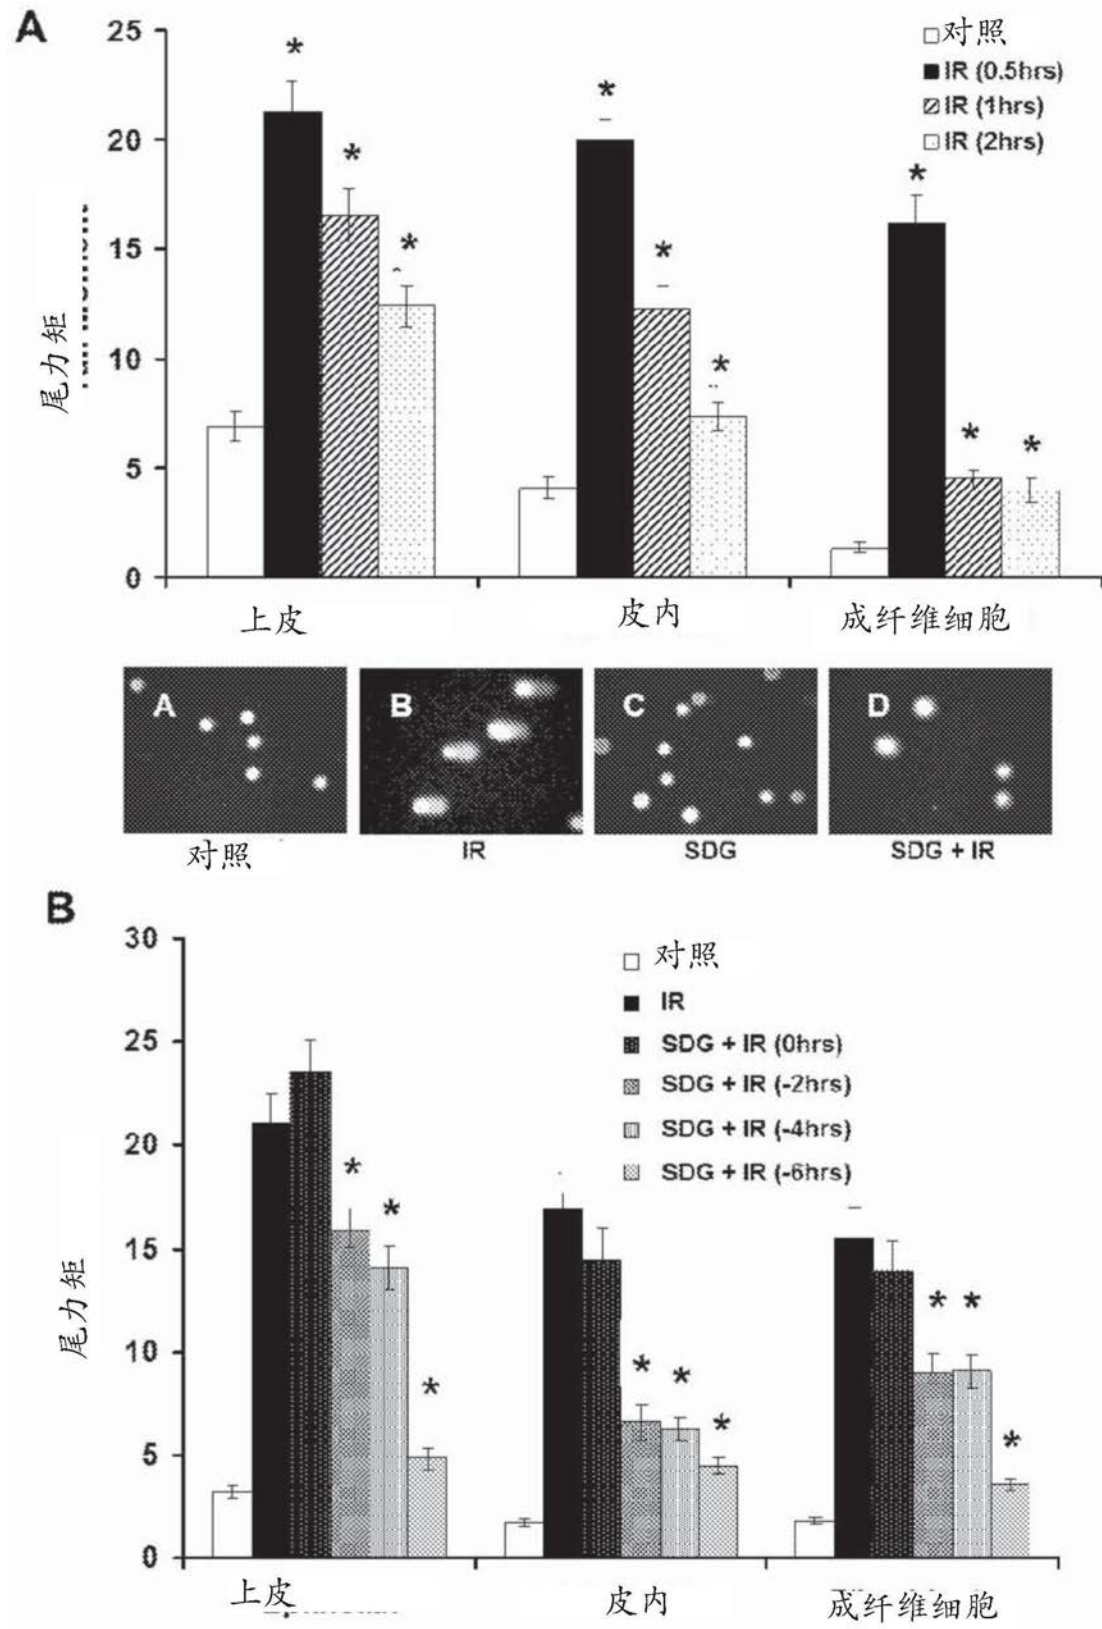 A
25
20
15
10
5
0
尾力矩
对照
IR (0.5hrs)
IR (1hrs)
IR (2hrs)
*
*
*
*
*
*
*
*
*
上皮
皮内
成纤维细胞
A
B
C
D
对照
IR
SDG
SDG + IR
B
30
25
20
15
10
5
0
尾力矩
对照
IR
SDG + IR (0hrs)
SDG + IR (-2hrs)
SDG + IR (-4hrs)
SDG + IR (-6hrs)
*
*
*
*
*
*
*
*
*
上皮
皮内
成纤维细胞